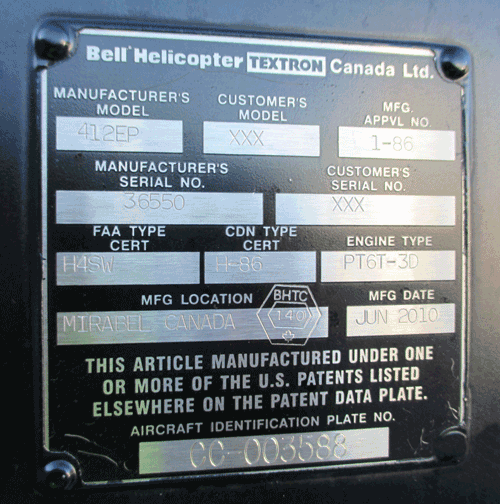 Bell Helicopter TEXTRON Canada Ltd.
MANUFACTURER'S MODEL CUSTOMER'S MODEL MFG. APPVL NO.
412EP XXX 1-86
MANUFACTURER'S SERIAL NO. CUSTOMER'S SERIAL NO.
36550 XXX
FAA TYPE CERT CDN TYPE CERT ENGINE TYPE
H4SW H-86 PT6T-3D
MFG LOCATION BHTC MFG DATE
MIRABEL CANADA 140 JUN 2010
THIS ARTICLE MANUFACTURED UNDER ONE
OR MORE OF THE U.S. PATENTS LISTED
ELSEWHERE ON THE PATENT DATA PLATE.
AIRCRAFT IDENTIFICATION PLATE NO.
CC-003588